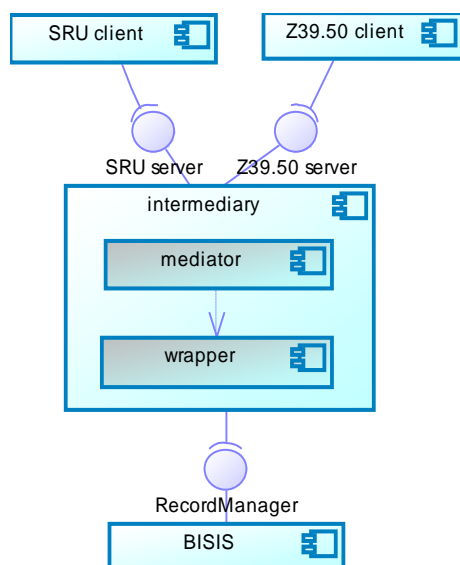 SRU client
Z39.50 client
SRU server
Z39.50 server
intermediary
mediator
wrapper
RecordManager
BISIS